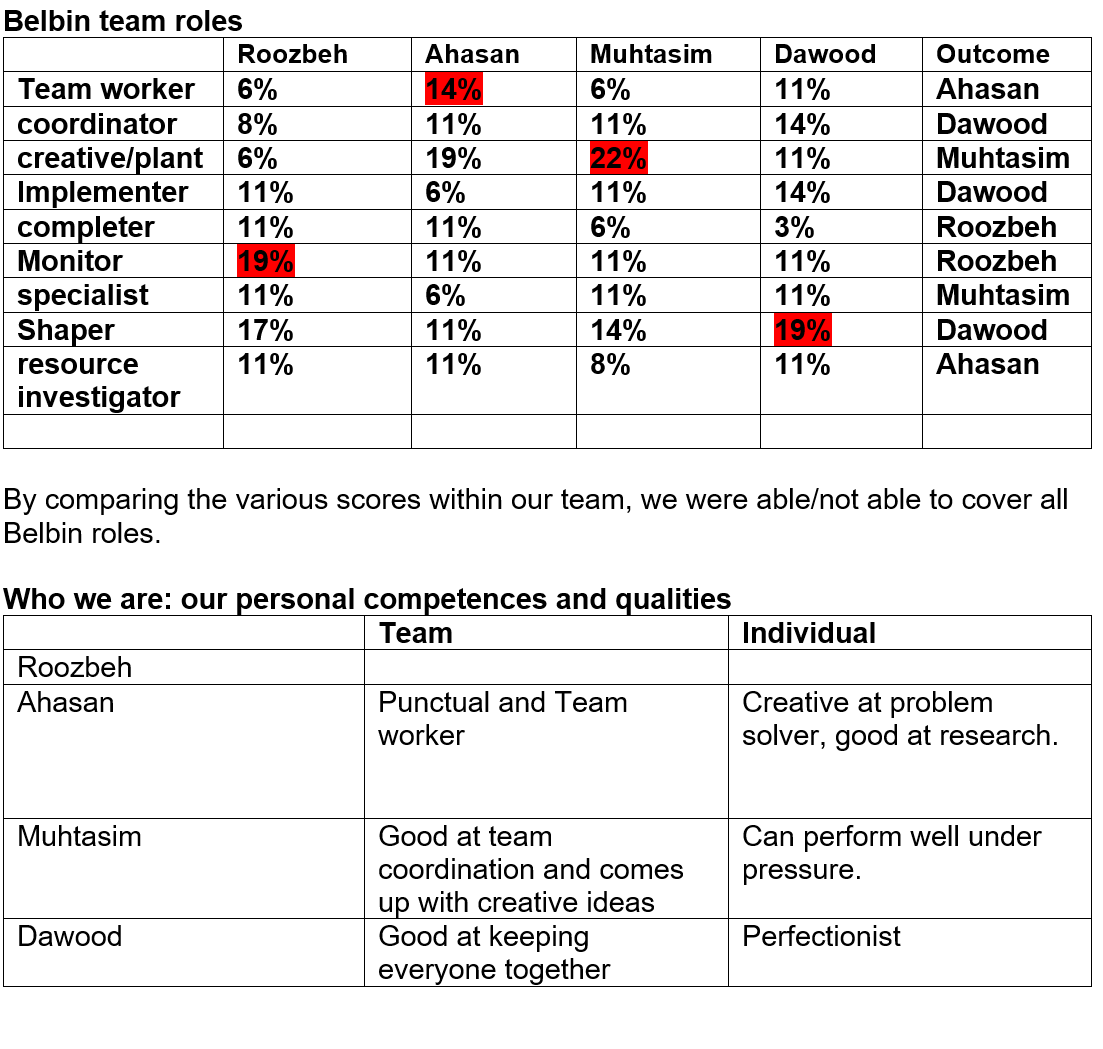 Belbin team roles
Roozbeh Ahasan Muhtasim Dawood Outcome
Team worker 6% 14% 6% 11% Ahasan
coordinator 8% 11% 11% 14% Dawood
creative/plant 6% 19% 22% 11% Muhtasim
Implementer 11% 6% 11% 14% Dawood
completer 11% 11% 6% 3% Roozbeh
Monitor 19% 11% 11% 11% Roozbeh
specialist 11% 6% 11% 11% Muhtasim
Shaper 17% 11% 14% 19% Dawood
resource 11% 11% 8% 11% Ahasan
investigator
By comparing the various scores within our team, we were able/not able to cover all
Belbin roles.
Who we are: our personal competences and qualities
Team Individual
Roozbeh
Ahasan Punctual and Team Creative at problem
worker solver, good at research.
Muhtasim Good at team Can perform well under
coordination and comes pressure.
up with creative ideas
Dawood Good at keeping Perfectionist
everyone together